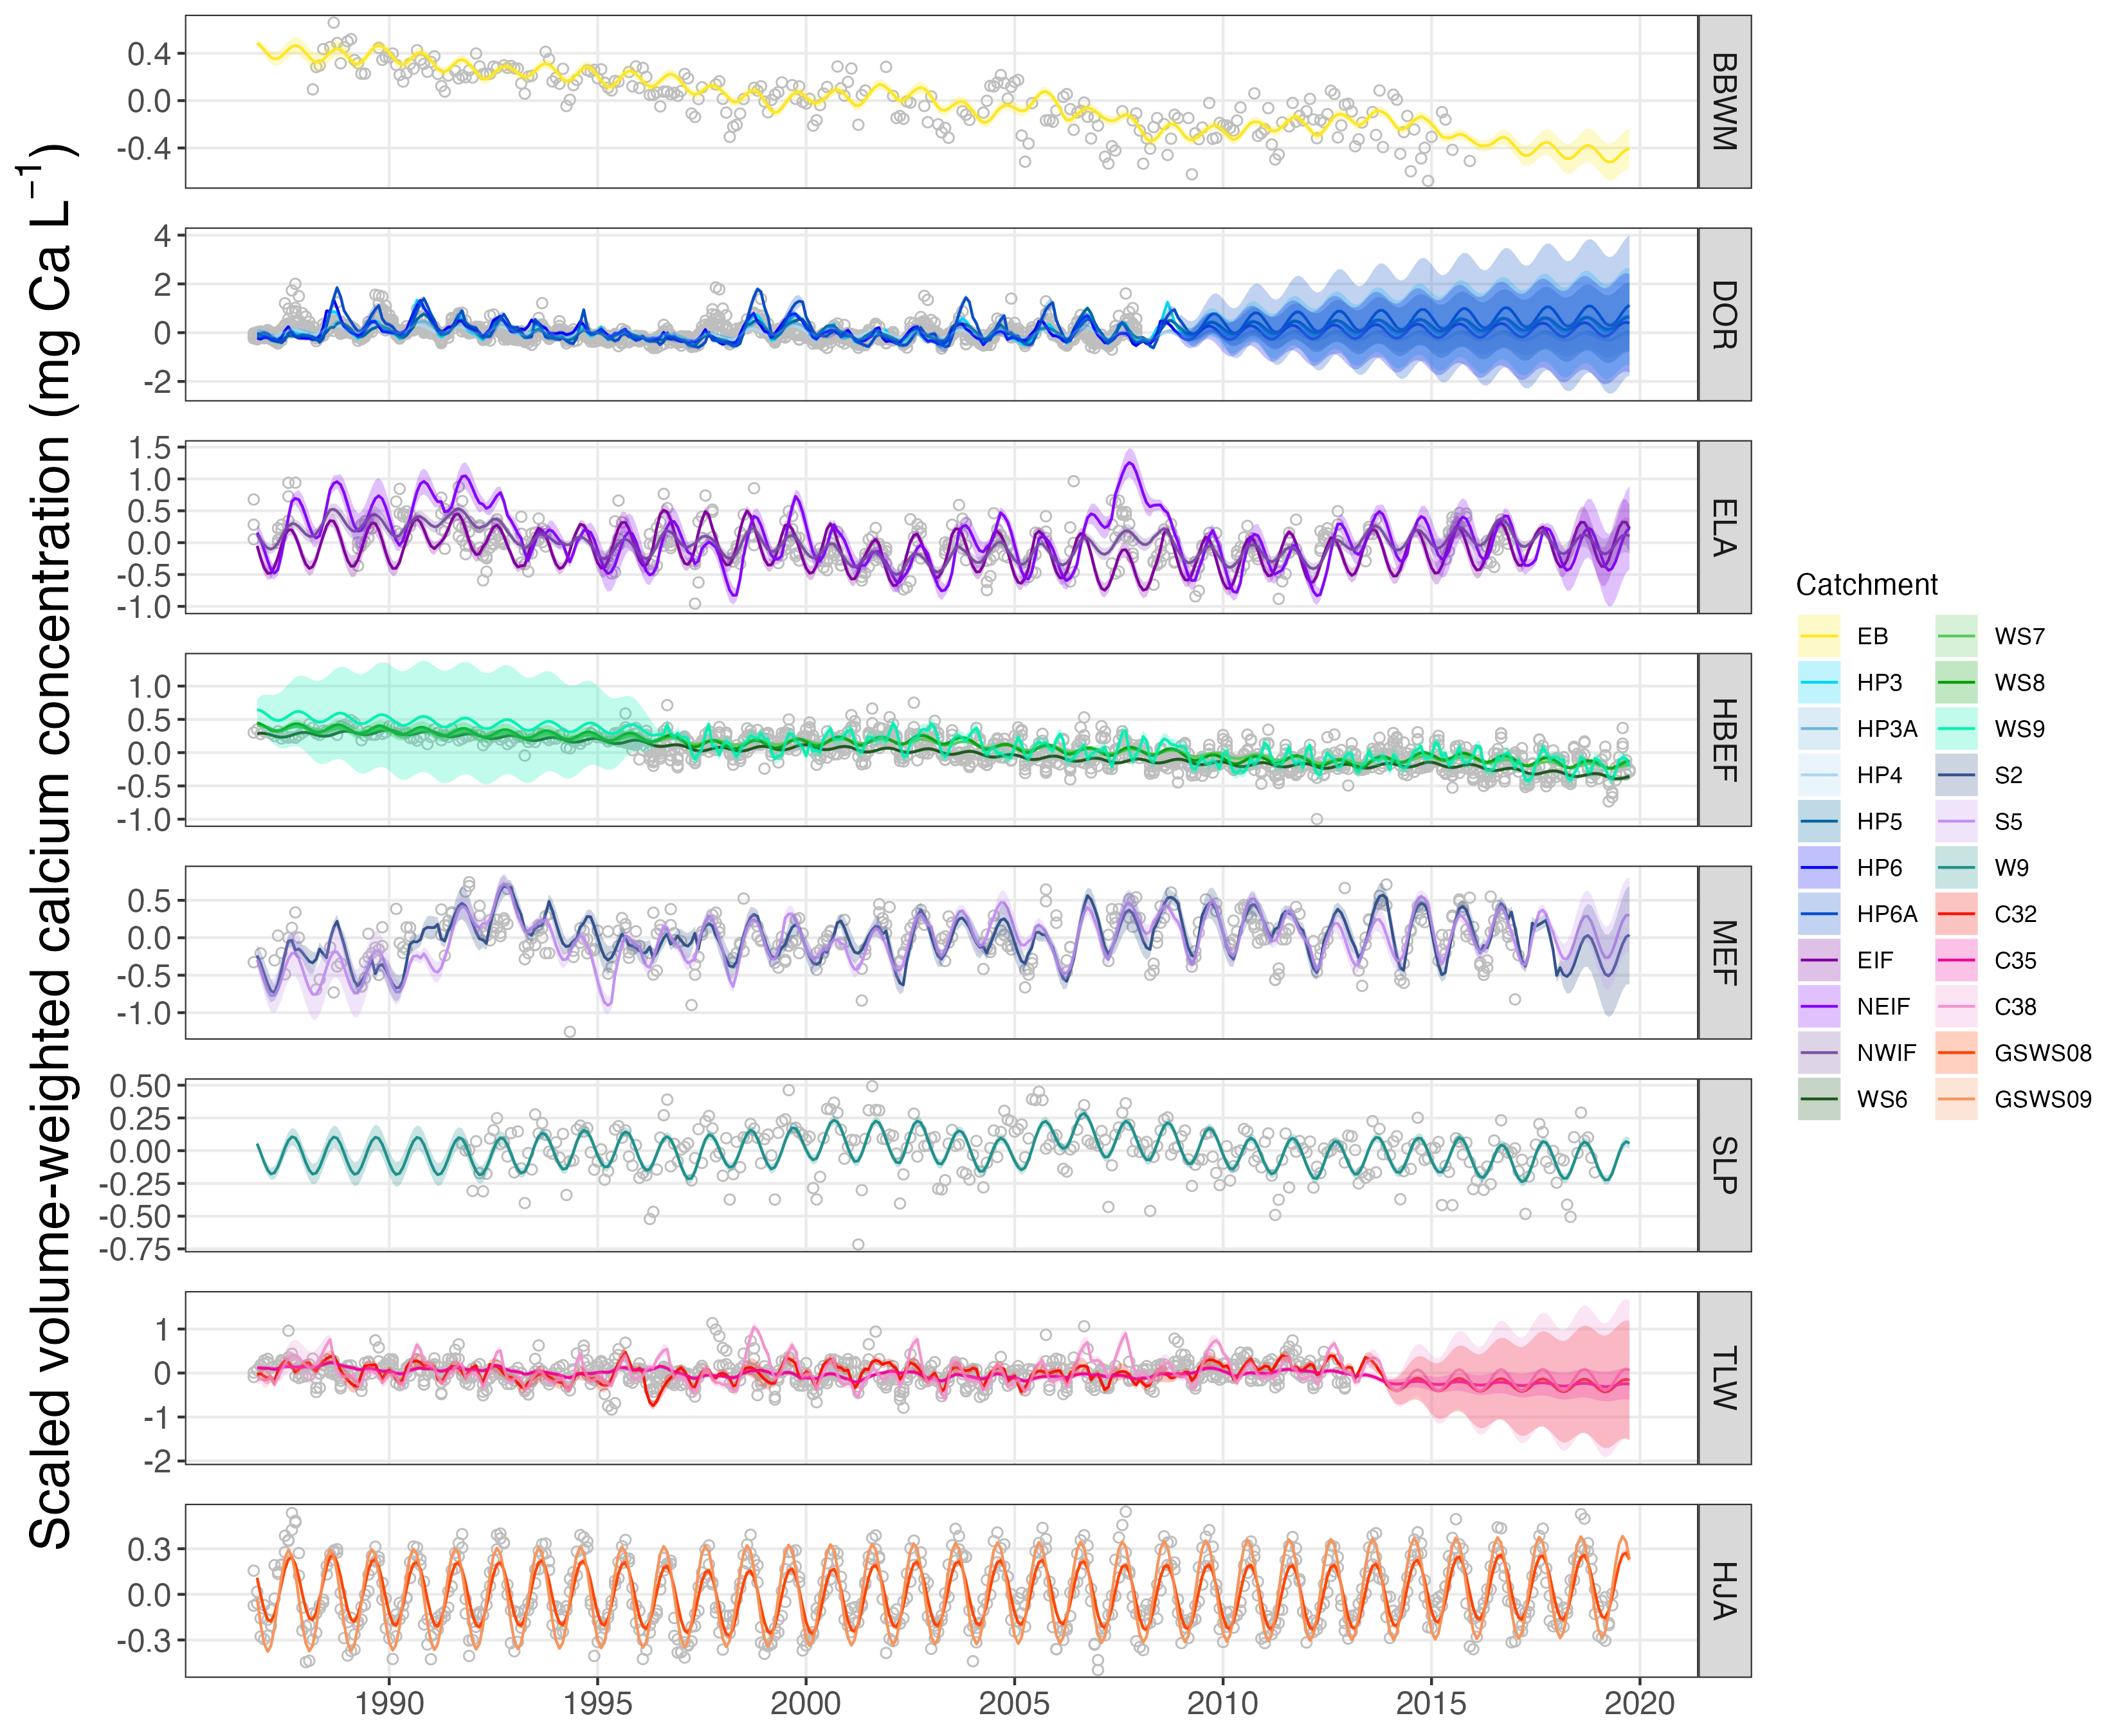 Scaled volume-weighted calcium concentration (mg Ca L⁻¹)
0.4
0.0
-0.4
BBWM
4
2
0
-2
DOR
1.5
1.0
0.5
0.0
-0.5
-1.0
ELA
1.0
0.5
0.0
-0.5
-1.0
HBEF
0.5
0.0
-0.5
-1.0
MEF
0.50
0.25
0.00
-0.25
-0.50
-0.75
SLP
1
0
-1
-2
TLW
0.3
0.0
-0.3
HJA
1990 1995 2000 2005 2010 2015 2020
Catchment
EB
HP3
HP3A
HP4
HP5
HP6
HP6A
EIF
NEIF
NWIF
WS6
WS7
WS8
WS9
S2
S5
W9
C32
C35
C38
GSWS08
GSWS09